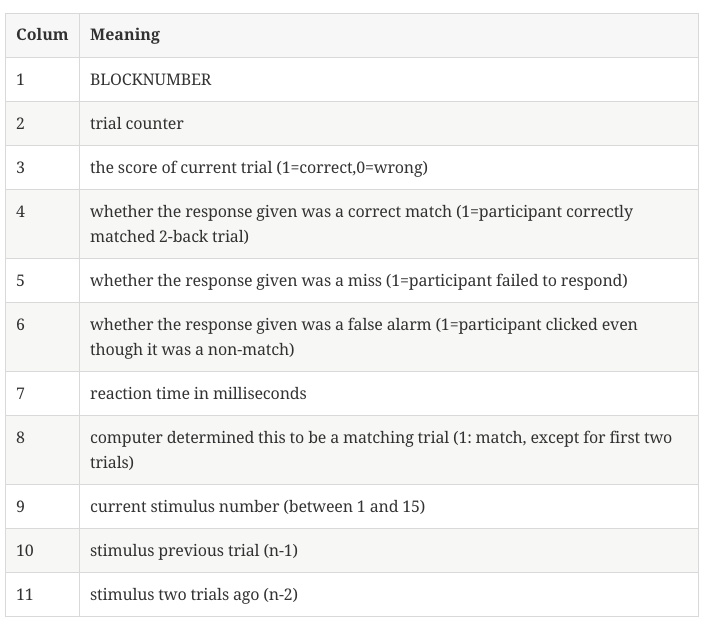 Colum Meaning
1 BLOCKNUMBER
2 trial counter
3 the score of current trial (1=correct,0=wrong)
4 whether the response given was a correct match (1=participant correctly
matched 2-back trial)
5 whether the response given was a miss (1=participant failed to respond)
6 whether the response given was a false alarm (1=participant clicked even
though it was a non-match)
7 reaction time in milliseconds
8 computer determined this to be a matching trial (1: match, except for first two
trials)
9 current stimulus number (between 1 and 15)
10 stimulus previous trial (n-1)
11 stimulus two trials ago (n-2)